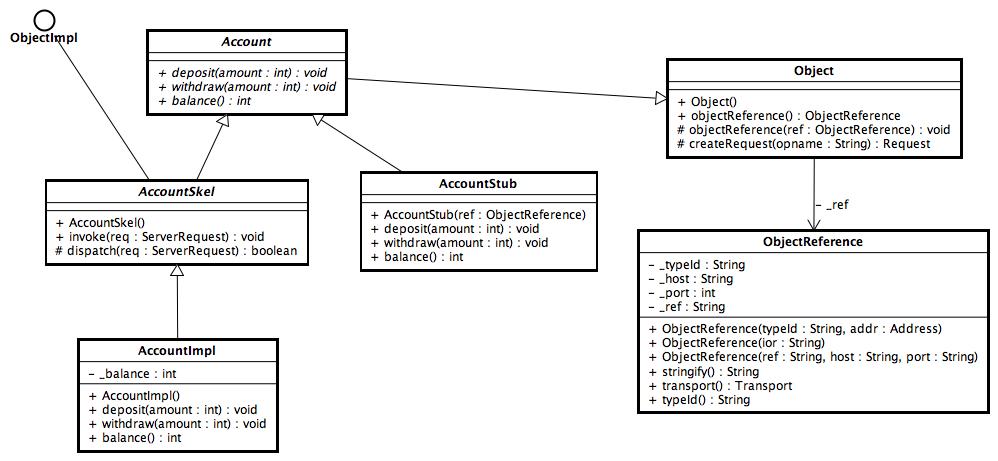 ObjectImpl
Account
+ deposit(amount : int) : void
+ withdraw(amount : int) : void
+ balance() : int
Object
+ Object()
+ objectReference() : ObjectReference
# objectReference(ref : ObjectReference) : void
# createRequest(opname : String) : Request
AccountSkel
+ AccountSkel()
+ invoke(req : ServerRequest) : void
# dispatch(req : ServerRequest) : boolean
AccountStub
+ AccountStub(ref : ObjectReference)
+ deposit(amount : int) : void
+ withdraw(amount : int) : void
+ balance() : int
– _ref
ObjectReference
– _typeId : String
– _host : String
– _port : int
– _ref : String
+ ObjectReference(typeId : String, addr : Address)
+ ObjectReference(ior : String)
+ ObjectReference(ref : String, host : String, port : String)
+ stringify() : String
+ transport() : Transport
+ typeId() : String
AccountImpl
– _balance : int
+ AccountImpl()
+ deposit(amount : int) : void
+ withdraw(amount : int) : void
+ balance() : int